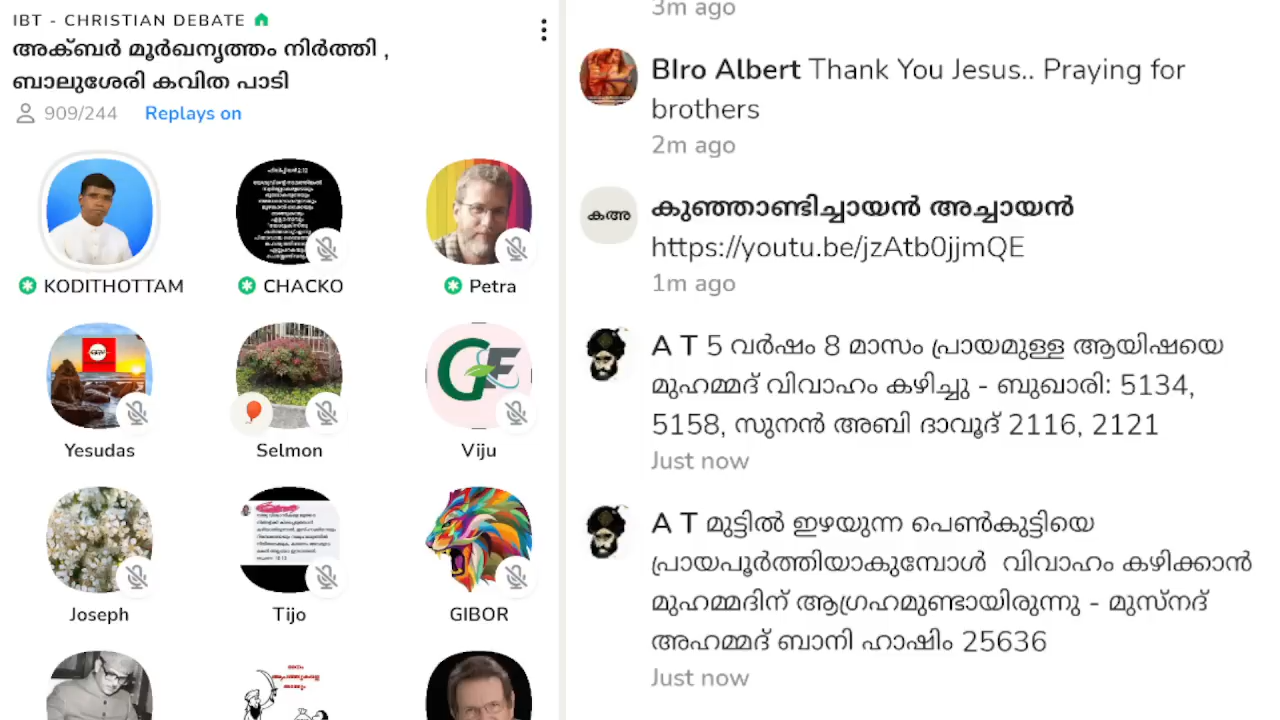 IBT - CHRISTIAN DEBATE
അക്ബർ മൂർഖനൃത്തം നിർത്തി ,
ബാലുശേരി കവിത പാടി
909/244 Replays on
KODITHOTTAM
CHACKO
Petra
Yesudas
Selmon
GF
Viju
Joseph
Tijo
GIBOR
3m ago
BIro Albert Thank You Jesus.. Praying for
brothers
2m ago
കഅ
കുഞ്ഞാണ്ടിച്ചായൻ അച്ചായൻ
https://youtu.be/jzAtb0jjmQE
1m ago
A T 5 വർഷം 8 മാസം പ്രായമുള്ള ആയിഷയെ
മുഹമ്മദ് വിവാഹം കഴിച്ചു - ബുഖാരി: 5134,
5158, സുനൻ അബി ദാവൂദ് 2116, 2121
Just now
A T മുട്ടിൽ ഇഴയുന്ന പെൺകുട്ടിയെ
പ്രായപൂർത്തിയാകുമ്പോൾ വിവാഹം കഴിക്കാൻ
മുഹമ്മദിന് ആഗ്രഹമുണ്ടായിരുന്നു - മുസ്നദ്
അഹമ്മദ് ബാനി ഹാഷിം 25636
Just now